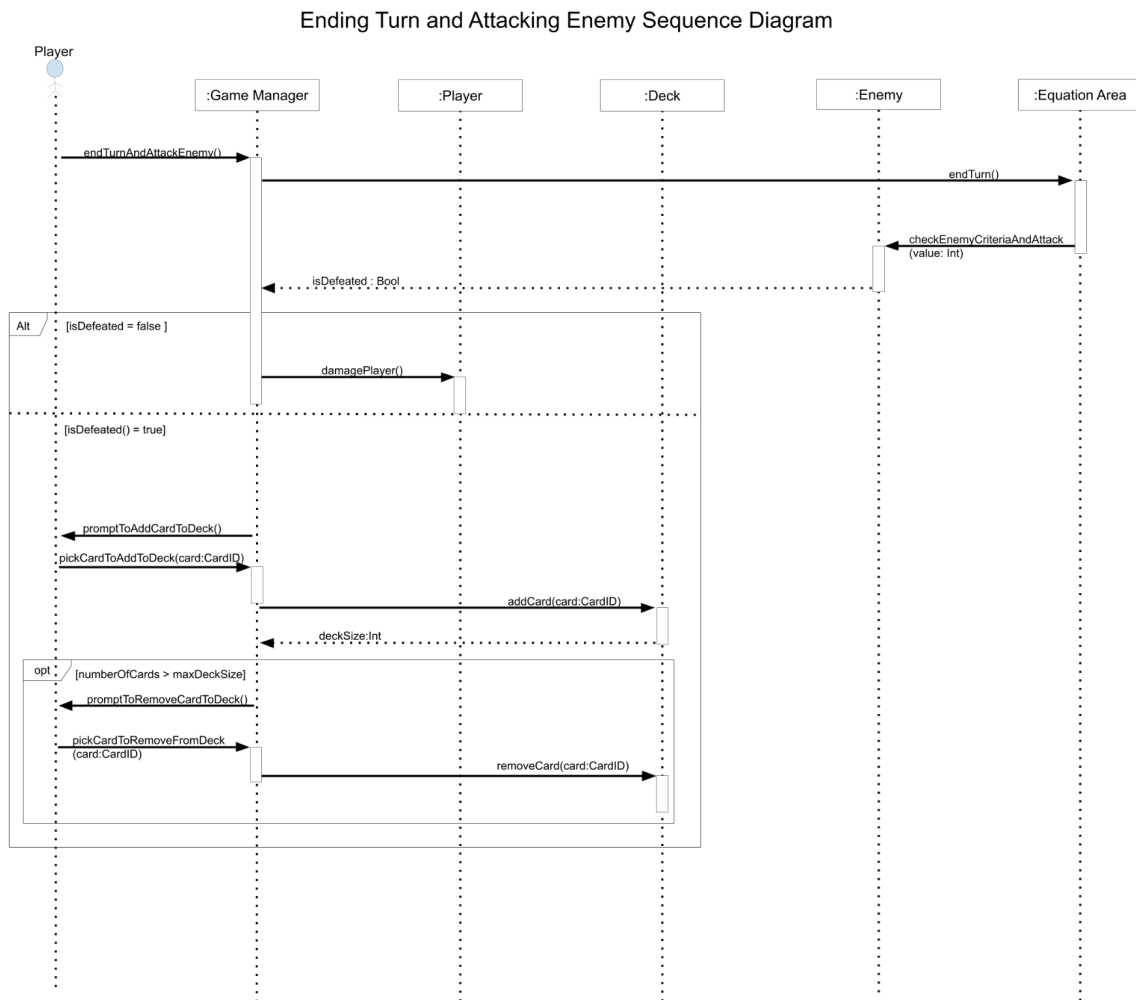 Ending Turn and Attacking Enemy Sequence Diagram
Player
:Game Manager
:Player
:Deck
:Enemy
:Equation Area
endTurnAndAttackEnemy()
endTurn()
checkEnemyCriteriaAndAttack
(value: Int)
isDefeated : Bool
Alt
[isDefeated = false ]
damagePlayer()
[isDefeated() = true]
promptToAddCardToDeck()
pickCardToAddToDeck(card:CardID)
addCard(card:CardID)
deckSize:Int
opt
[numberOfCards > maxDeckSize]
promptToRemoveCardToDeck()
pickCardToRemoveFromDeck
(card:CardID)
removeCard(card:CardID)